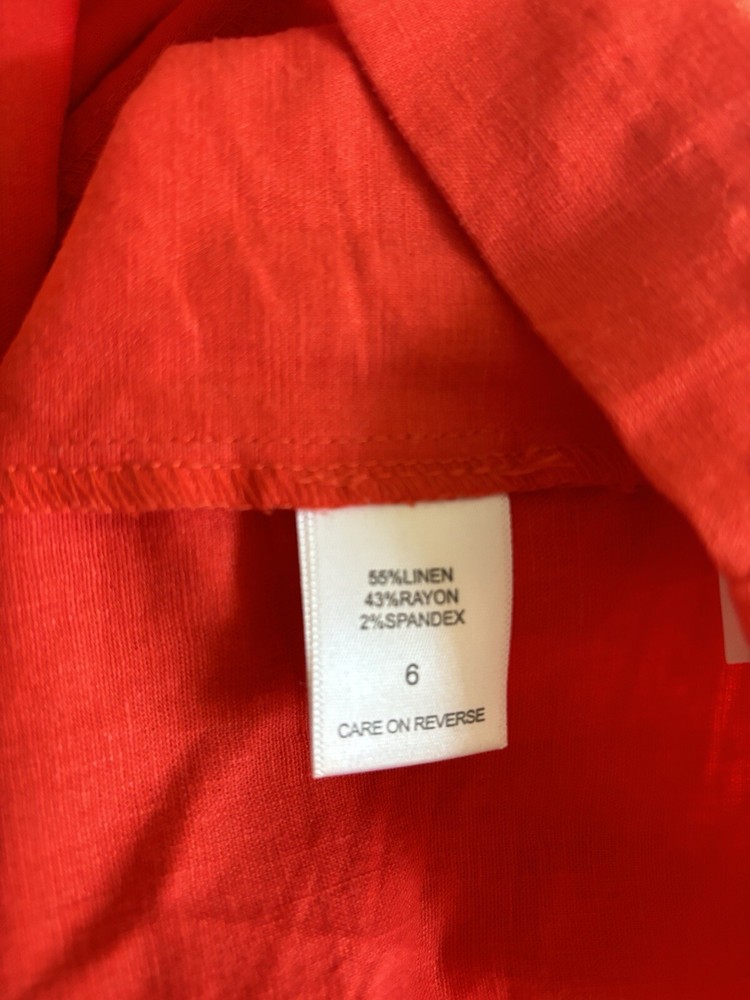 55%LINEN
43%RAYON
2%SPANDEX
6
CARE ON REVERSE